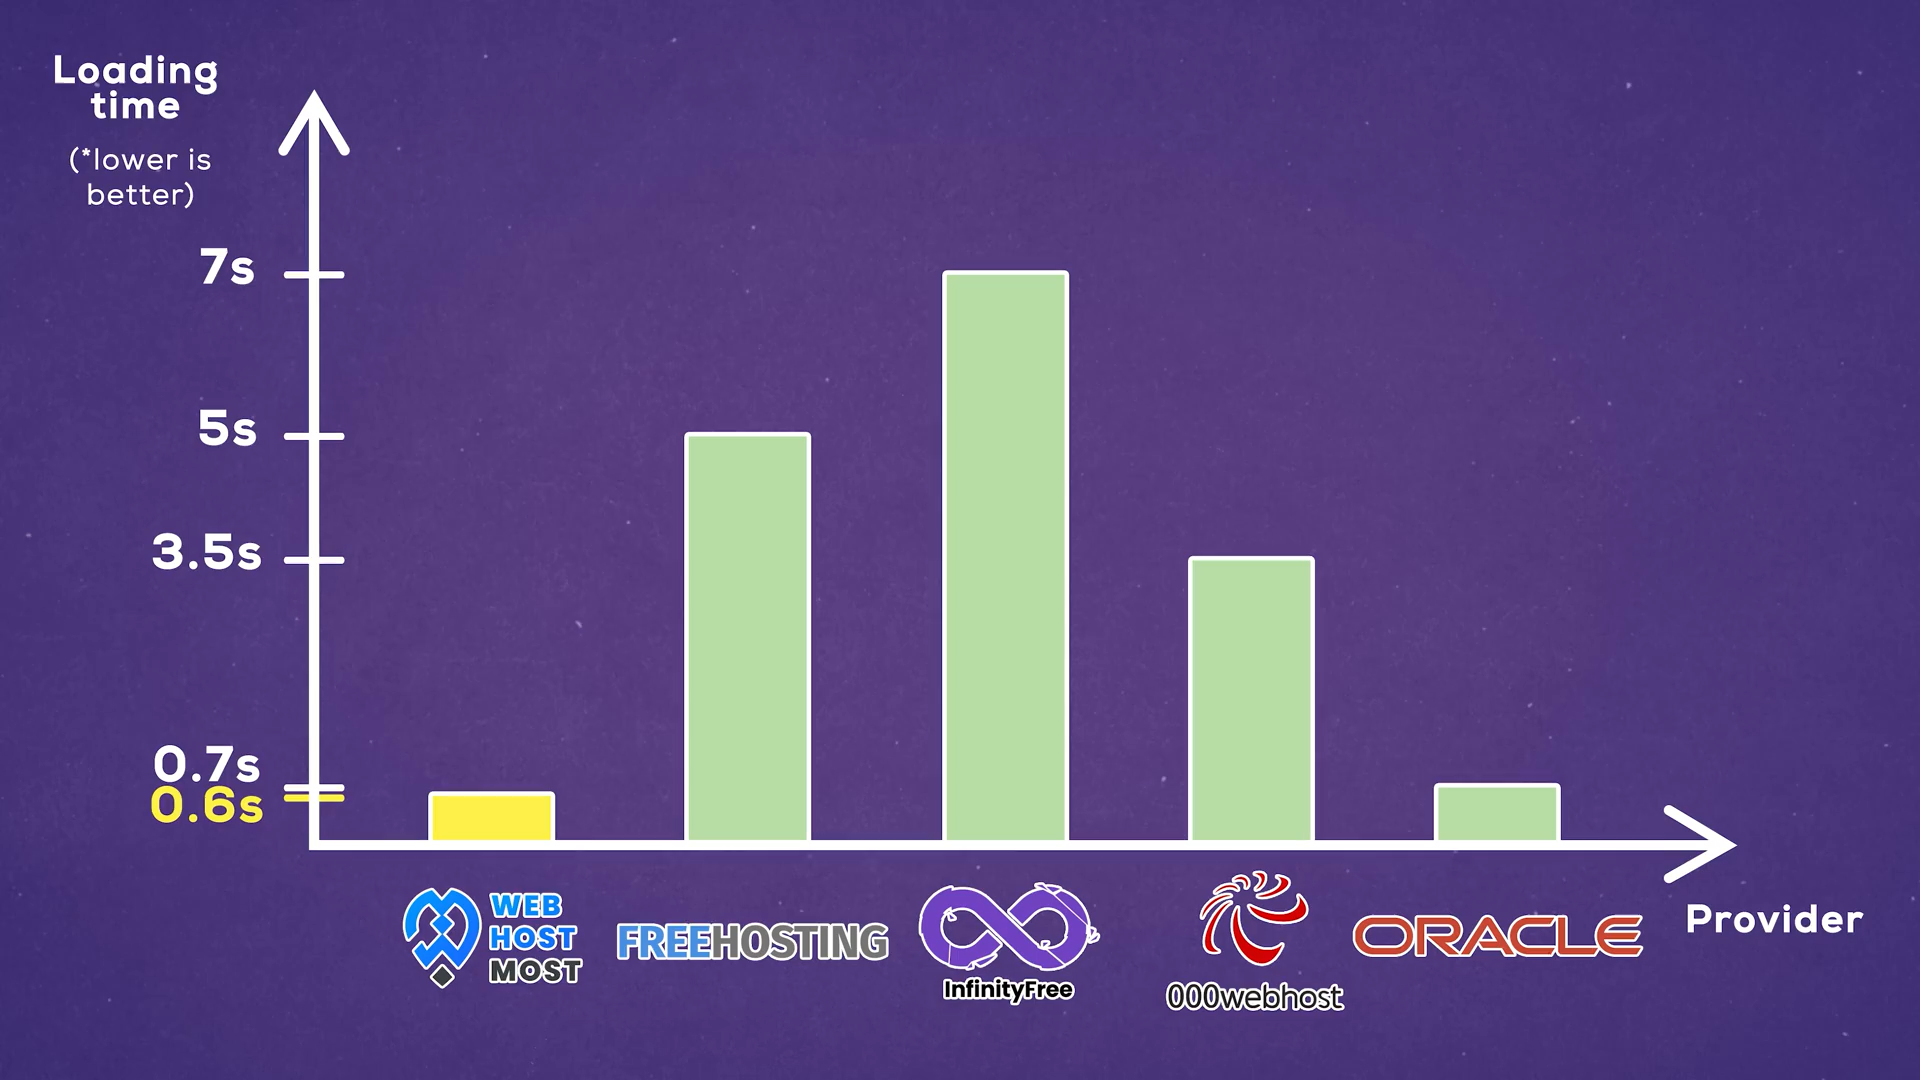 Loading
time
(*lower is
better)
7s
5s
3.5s
0.7s
0.6s
WEB
HOST
MOST
FREEHOSTING
InfinityFree
000webhost
ORACLE
Provider